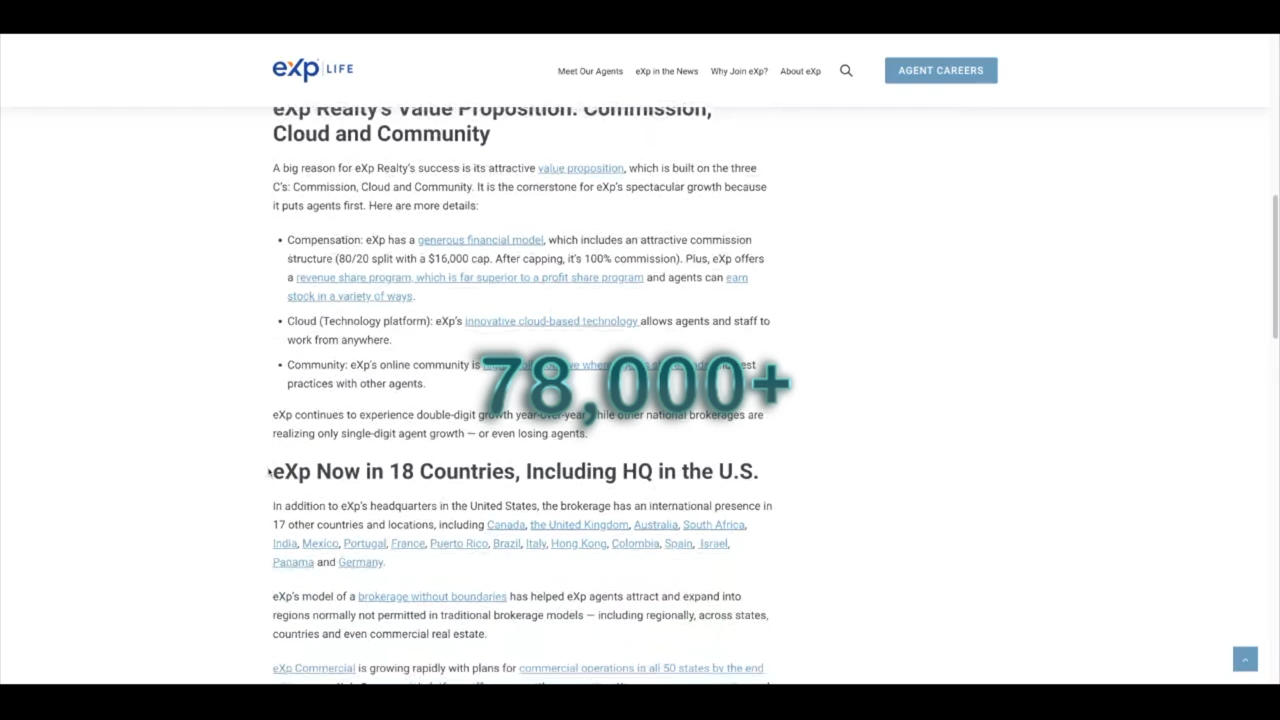 eXp LIFE
Meet Our Agents eXp in the News Why Join eXp? About eXp AGENT CAREERS
eXp Realty's Value Proposition: Commission,
Cloud and Community
A big reason for eXp Realty's success is its attractive value proposition, which is built on the three
C's: Commission, Cloud and Community. It is the cornerstone for eXp's spectacular growth because
it puts agents first. Here are more details:
• Compensation: eXp has a generous financial model, which includes an attractive commission
structure (80/20 split with a $16,000 cap. After capping, it's 100% commission). Plus, eXp offers
a revenue share program, which is far superior to a profit share program and agents can earn
stock in a variety of ways.
• Cloud (Technology platform): eXp's innovative cloud-based technology allows agents and staff to
work from anywhere.
• Community: eXp's online community is
practices with other agents.
78,000+
eXp continues to experience double-digit growth year-over-year while other national brokerages are
realizing only single-digit agent growth — or even losing agents.
eXp Now in 18 Countries, Including HQ in the U.S.
In addition to eXp's headquarters in the United States, the brokerage has an international presence in
17 other countries and locations, including Canada, the United Kingdom, Australia, South Africa,
India, Mexico, Portugal, France, Puerto Rico, Brazil, Italy, Hong Kong, Colombia, Spain, Israel,
Panama and Germany.
eXp's model of a brokerage without boundaries has helped eXp agents attract and expand into
regions normally not permitted in traditional brokerage models — including regionally, across states,
countries and even commercial real estate.
eXp Commercial is growing rapidly with plans for commercial operations in all 50 states by the end